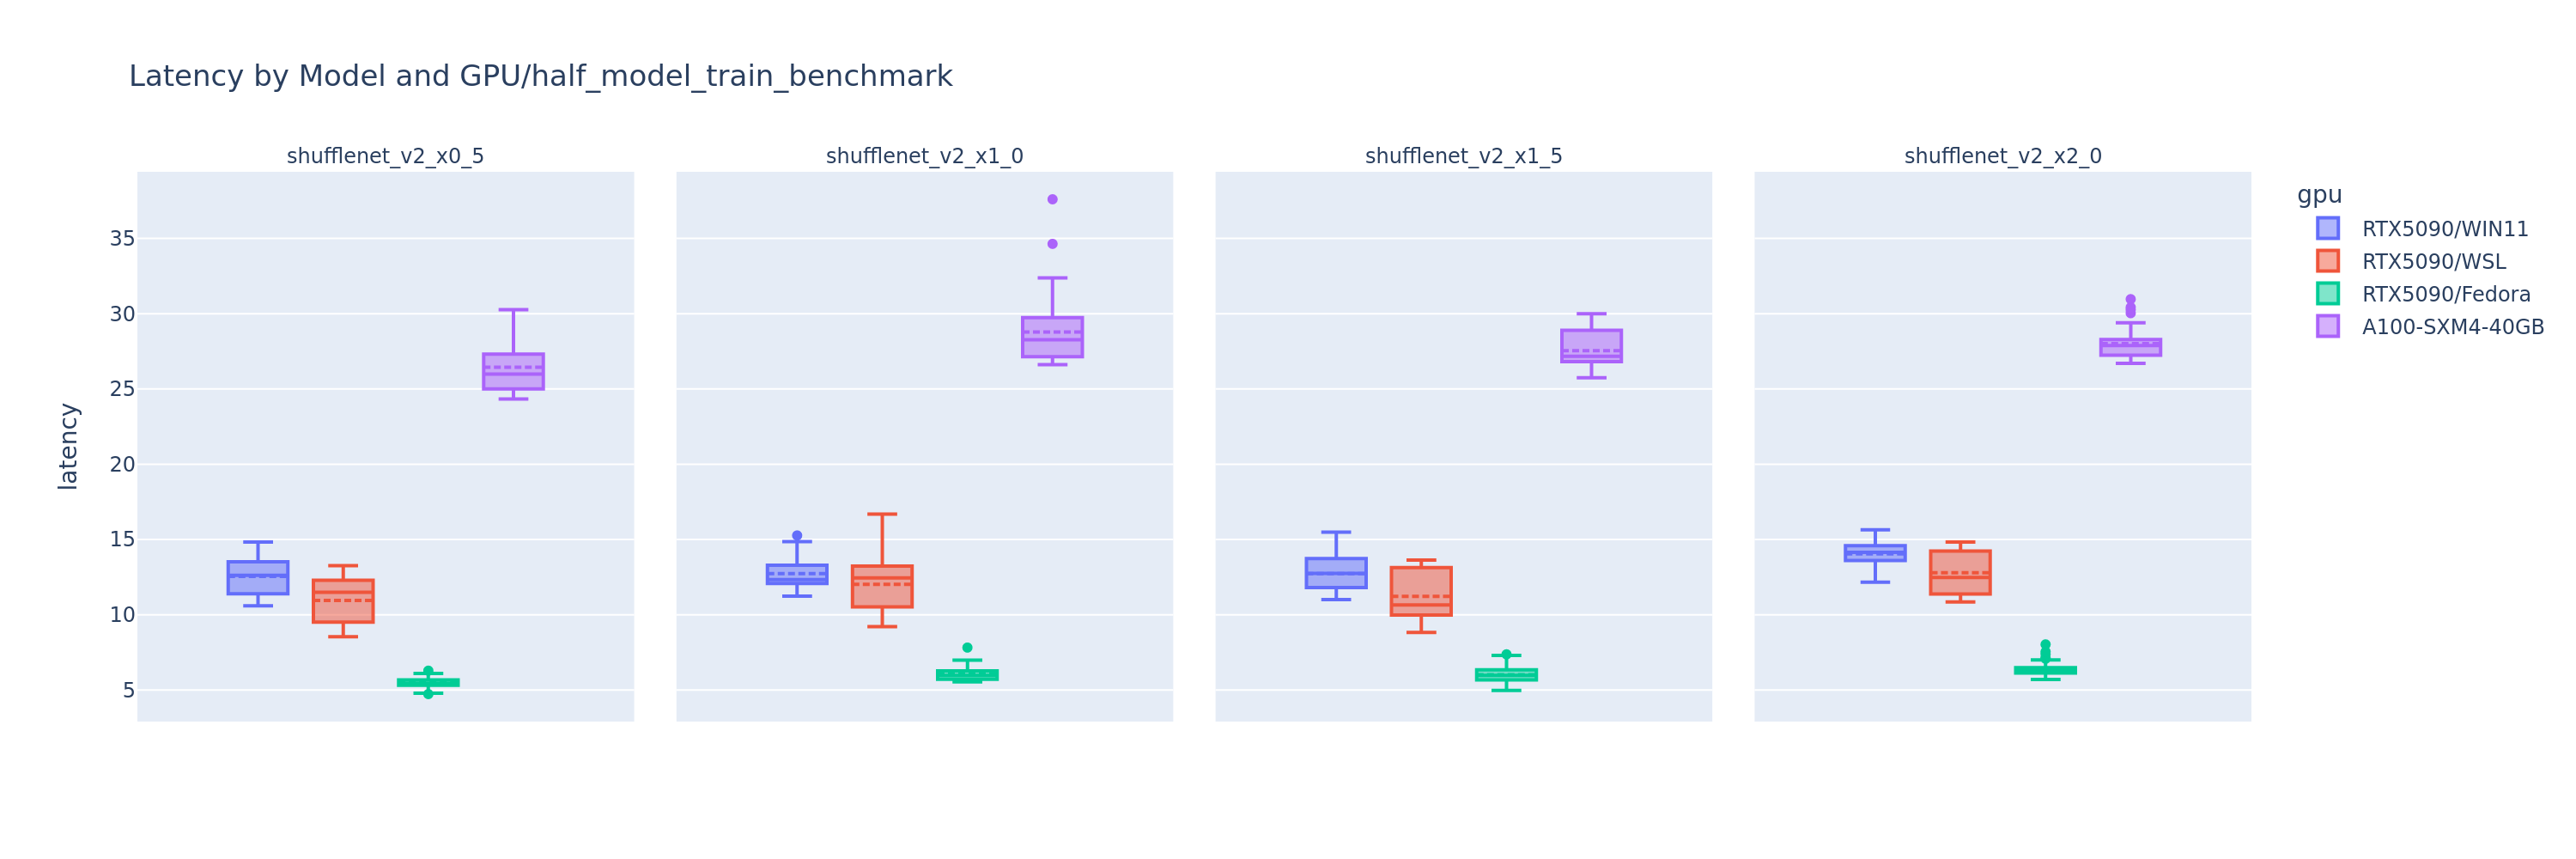 Latency by Model and GPU/half_model_train_benchmark
shufflenet_v2_x0_5
shufflenet_v2_x1_0
shufflenet_v2_x1_5
shufflenet_v2_x2_0
gpu
RTX5090/WIN11
RTX5090/WSL
RTX5090/Fedora
A100-SXM4-40GB
35
30
25
20
15
10
5
latency